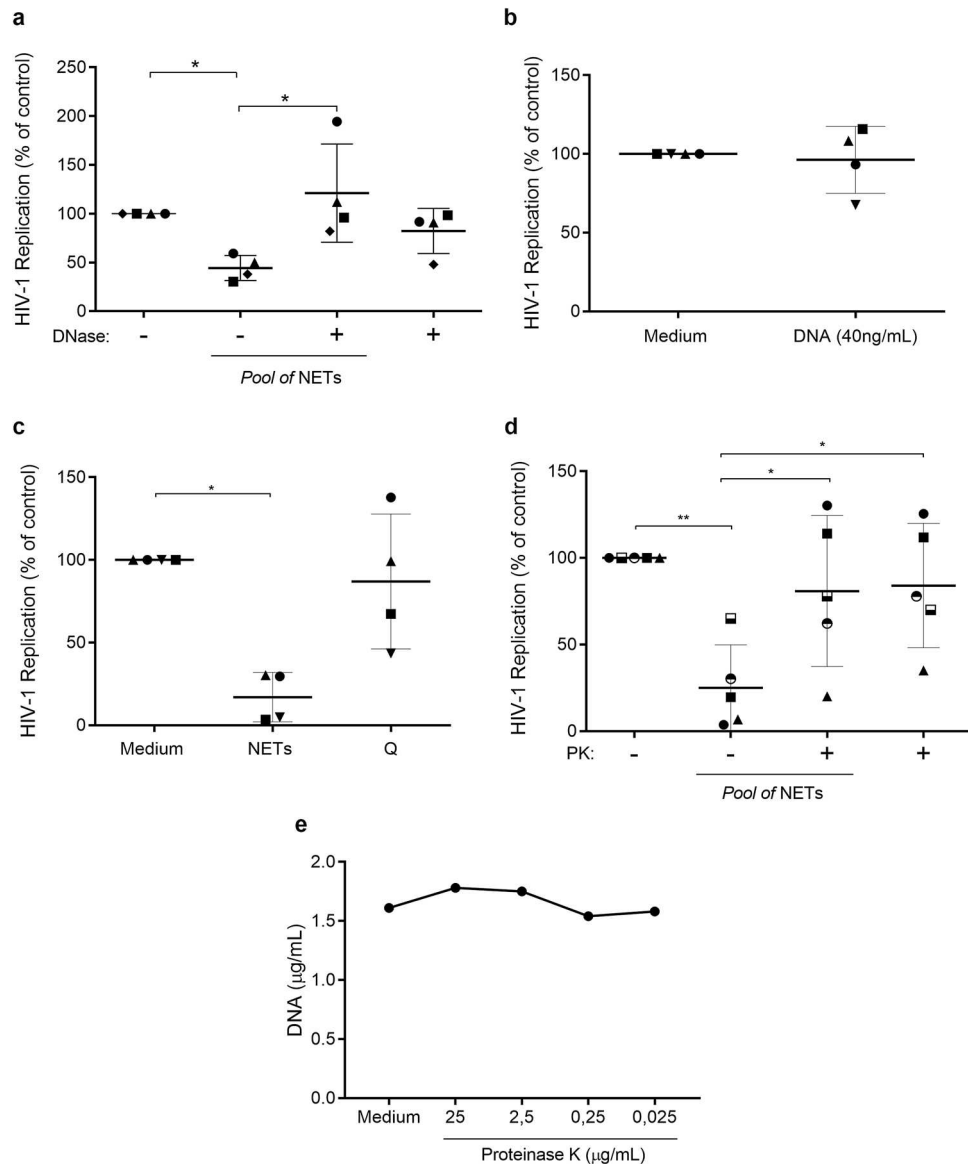 a
HIV-1 Replication (% of control)
250
200
150
100
50
0
*
*
DNase: - - + +
Pool of NETs
b
HIV-1 Replication (% of control)
150
100
50
0
Medium DNA (40ng/mL)
c
HIV-1 Replication (% of control)
150
100
50
0
*
Medium NETs Q
d
HIV-1 Replication (% of control)
150
100
50
0
*
*
**
PK: - - + +
Pool of NETs
e
DNA (μg/mL)
2.0
1.5
1.0
0.5
0.0
Medium 25 2,5 0,25 0,025
Proteinase K (μg/mL)